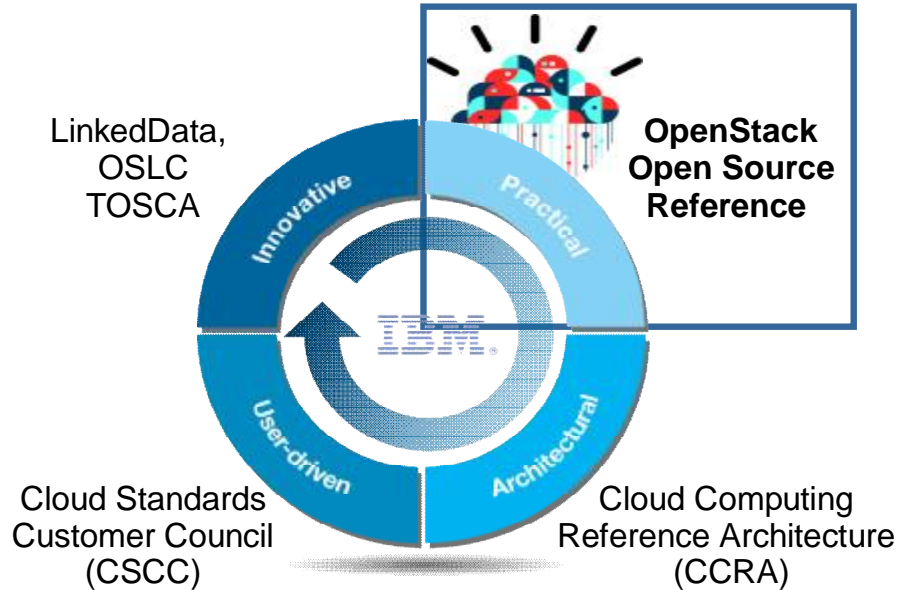 LinkedData,
OSLC
TOSCA
OpenStack
Open Source
Reference
Innovative
Practical
IBM®
User-driven
Architectural
Cloud Standards
Customer Council
(CSCC)
Cloud Computing
Reference Architecture
(CCRA)